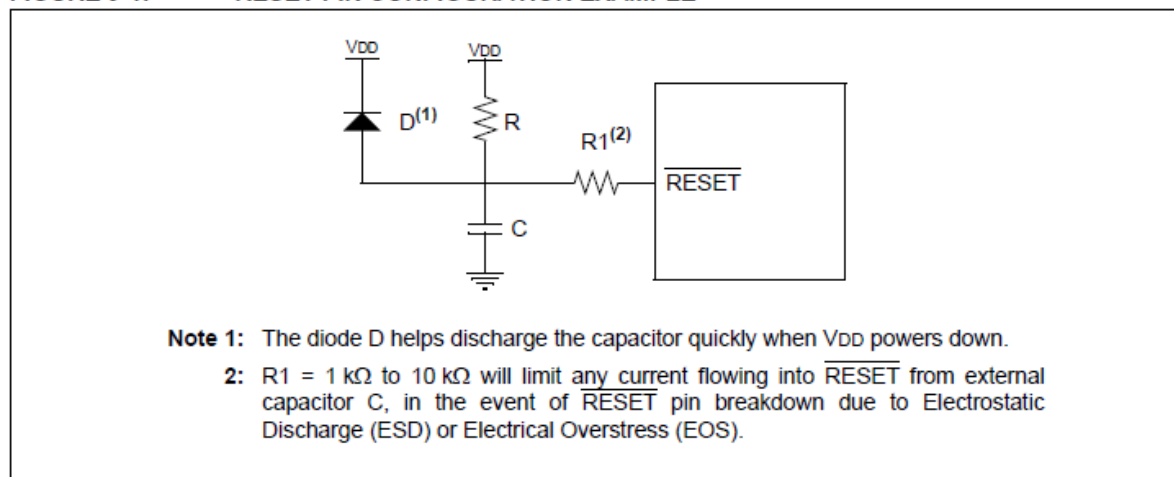 VDD VDD
D(1)
R
R1(2)
RESET
C
Note 1: The diode D helps discharge the capacitor quickly when VDD powers down.
2: R1 = 1 kΩ to 10 kΩ will limit any current flowing into RESET from external
capacitor C, in the event of RESET pin breakdown due to Electrostatic
Discharge (ESD) or Electrical Overstress (EOS).